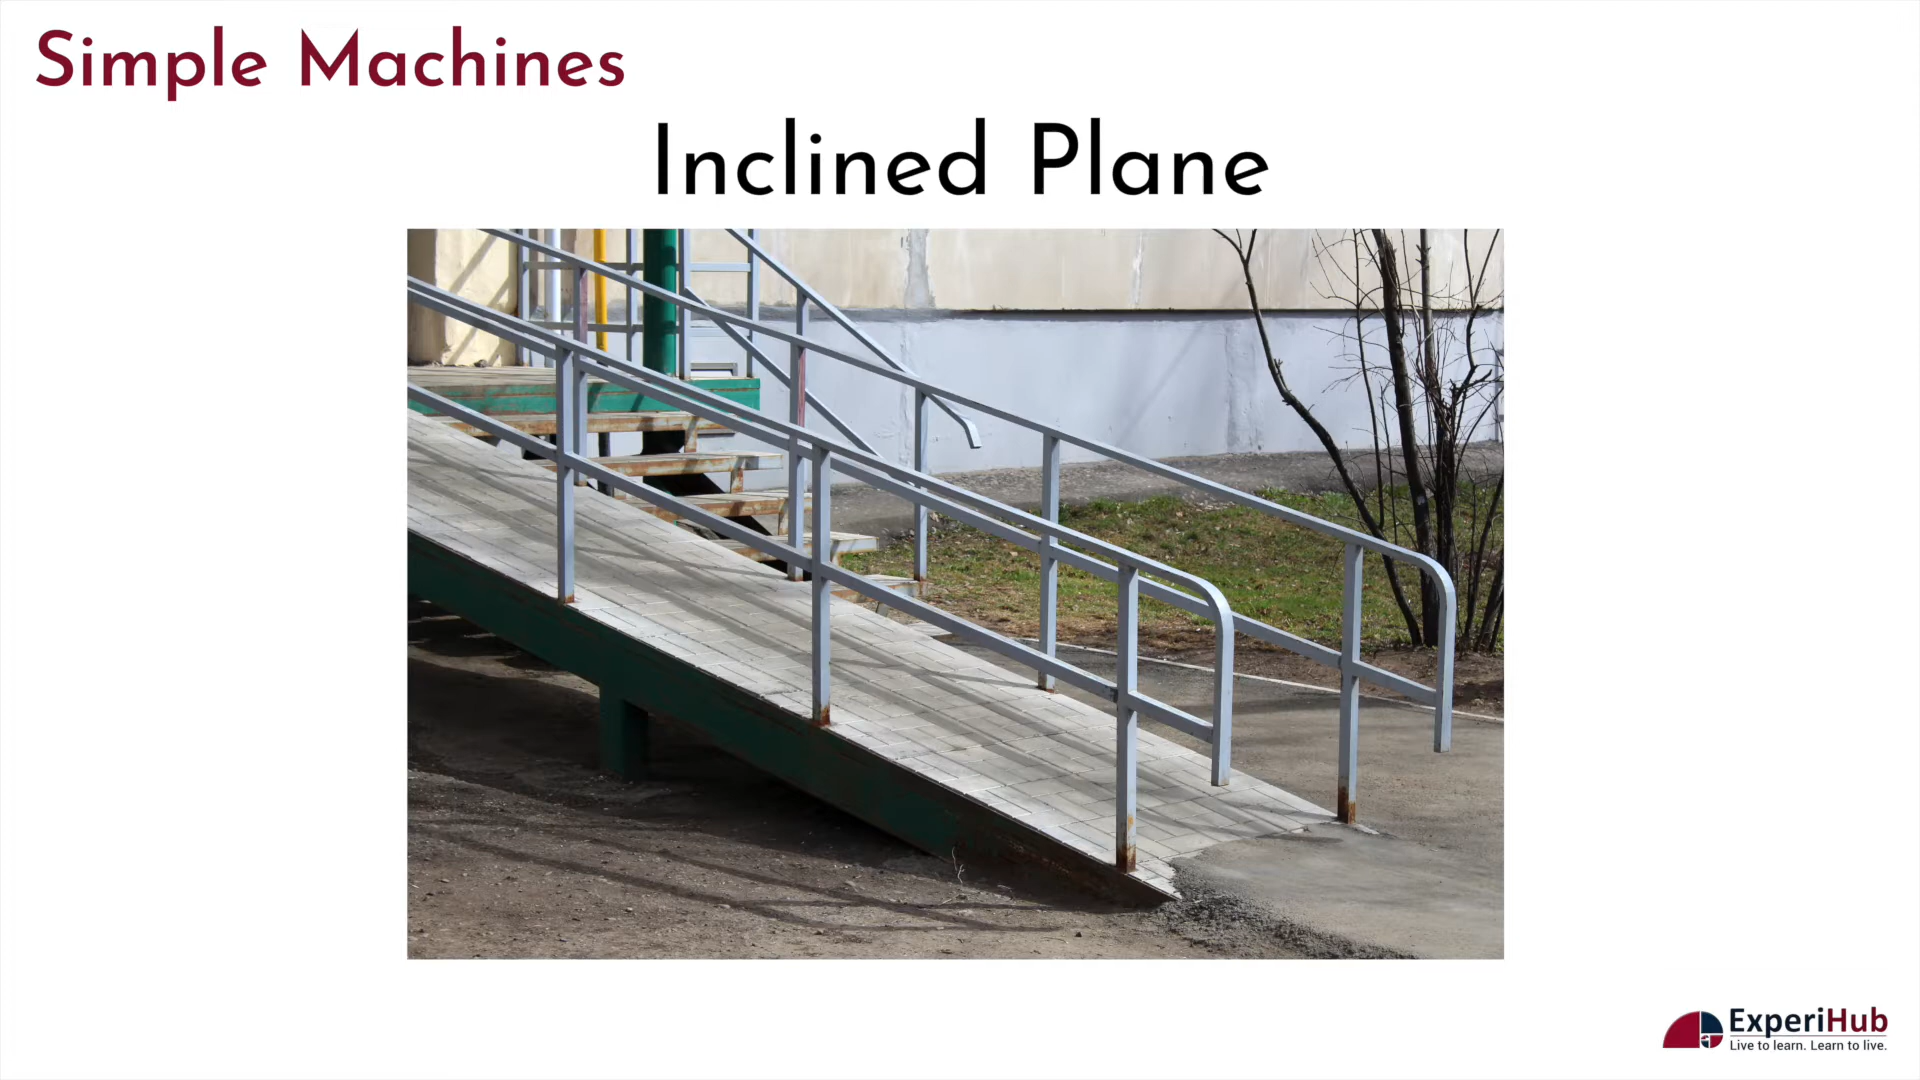 Simple Machines
Inclined Plane
ExperiHub
Live to learn. Learn to live.